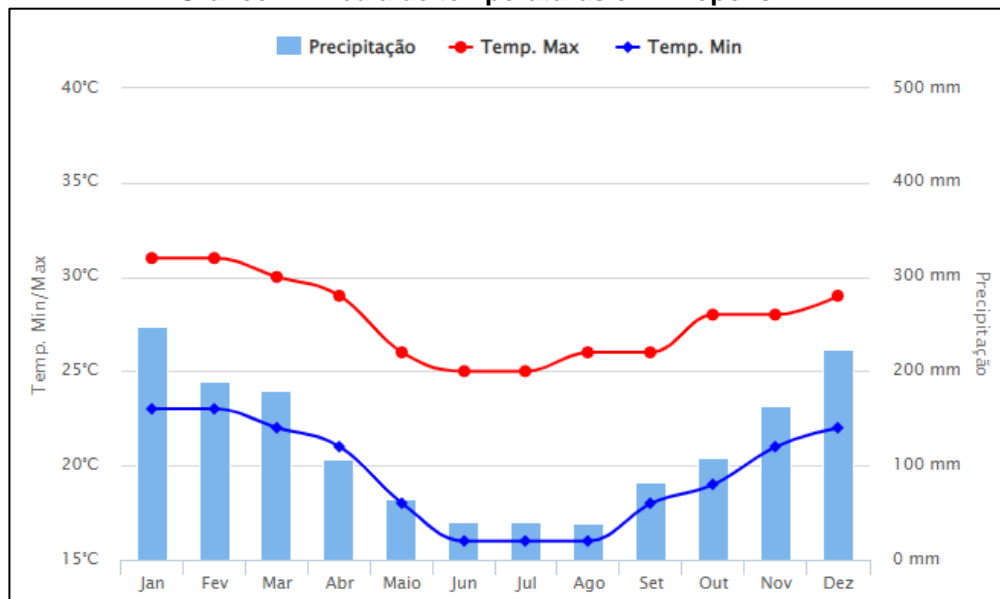 Precipitação Temp. Max Temp. Min
40°C 500 mm
35°C 400 mm
30°C 300 mm
25°C 200 mm
20°C 100 mm
15°C 0 mm
Temp. Min/Max
Precipitação
Jan Fev Mar Abr Maio Jun Jul Ago Set Out Nov Dez